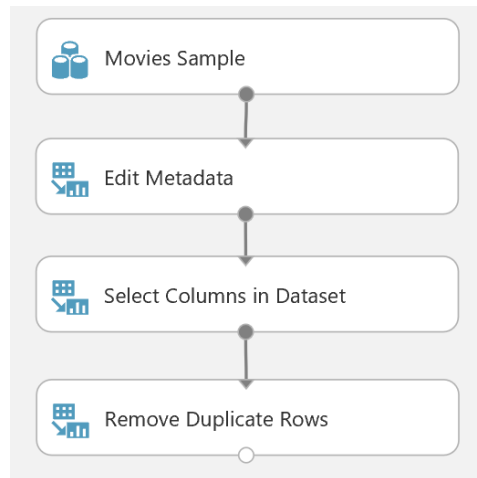 Movies Sample
Edit Metadata
Select Columns in Dataset
Remove Duplicate Rows